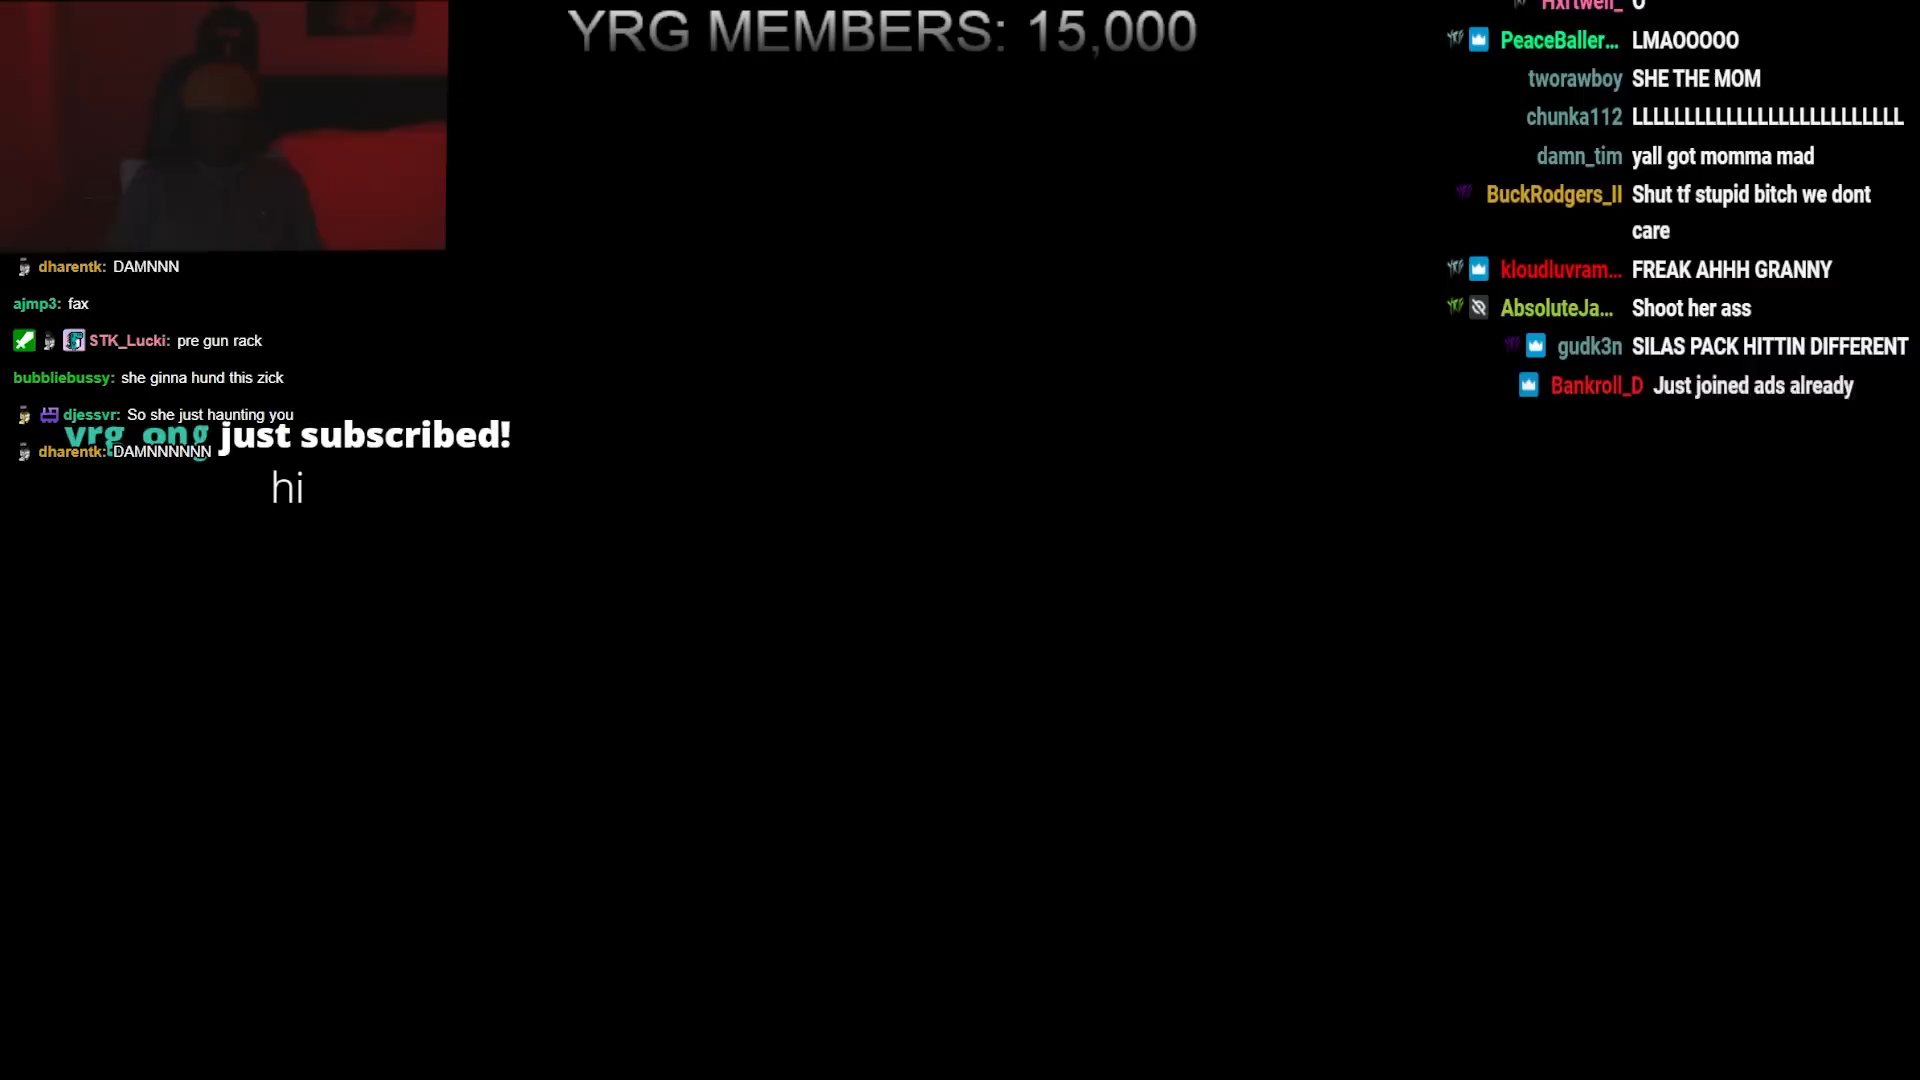 YRG MEMBERS: 15,000
dharentk: DAMNNN
ajmp3: fax
STK_Lucki: pre gun rack
bubbliebussy: she ginna hund this zick
djessvr: So she just haunting you
yrg_ong just subscribed!
dharentk: DAMNNNNNN
hi
Hxrtwell_ O
PeaceBaller... LMAOOOOO
tworawboy SHE THE MOM
chunka112 LLLLLLLLLLLLLLLLLLLLLLLLLL
damn_tim yall got momma mad
BuckRodgers_II Shut tf stupid bitch we dont
care
kloudluvram... FREAK AHHH GRANNY
AbsoluteJa... Shoot her ass
gudk3n SILAS PACK HITTIN DIFFERENT
Bankroll_D Just joined ads already